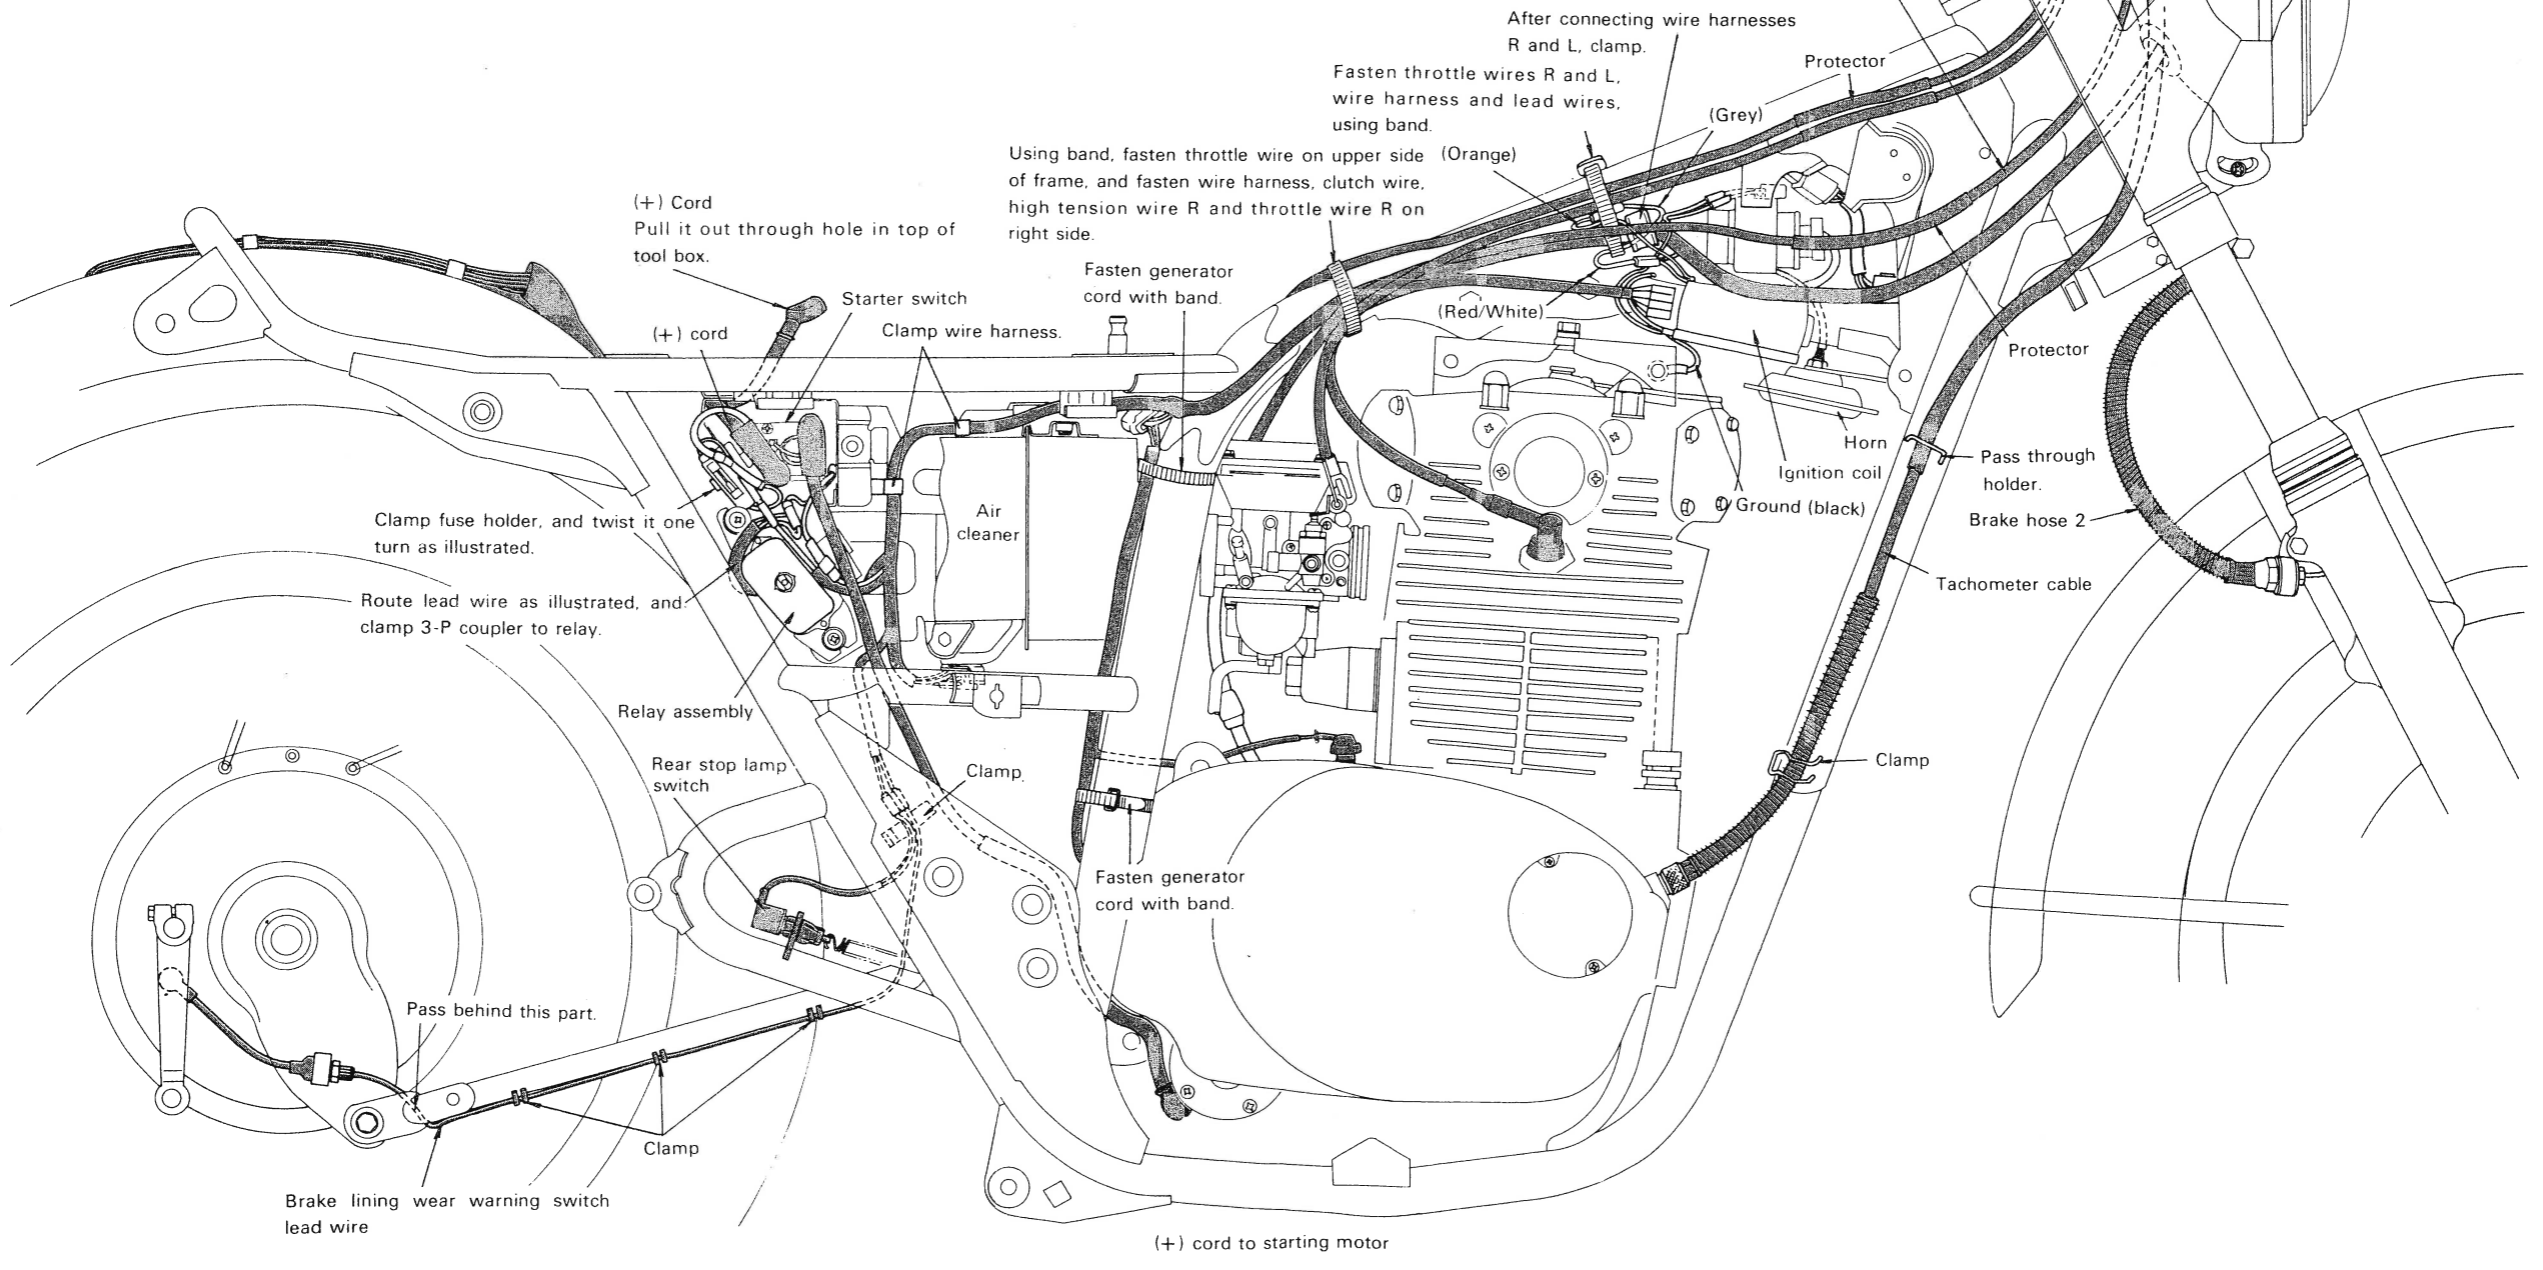 After connecting wire harnesses
R and L, clamp.
Protector
Fasten throttle wires R and L,
wire harness and lead wires,
using band.
(Grey)
Using band, fasten throttle wire on upper side
of frame, and fasten wire harness, clutch wire,
high tension wire R and throttle wire R on
right side.
(Orange)
(+) Cord
Pull it out through hole in top of
tool box.
Fasten generator
cord with band.
Starter switch
(+) cord
Clamp wire harness.
(Red/White)
Protector
Horn
Ignition coil
Pass through
holder.
Ground (black)
Brake hose 2
Air
cleaner
Clamp fuse holder, and twist it one
turn as illustrated.
Tachometer cable
Route lead wire as illustrated, and
clamp 3-P coupler to relay.
Relay assembly
Rear stop lamp
switch
Clamp
Clamp
Fasten generator
cord with band.
Pass behind this part.
Clamp
Brake lining wear warning switch
lead wire
(+) cord to starting motor